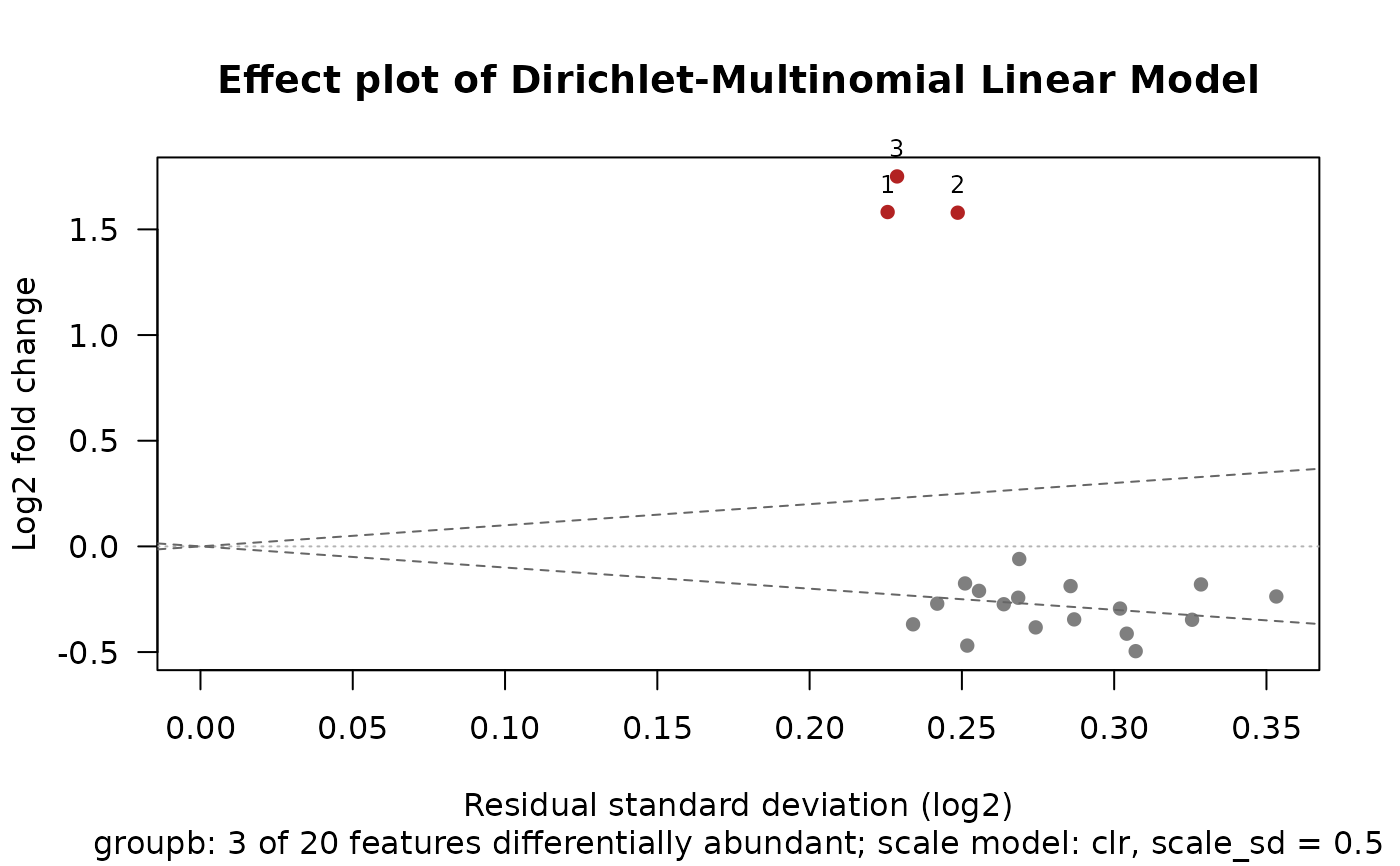 Effect plot of Dirichlet-Multinomial Linear Model
3
1 2
1.5
1.0
0.5
0.0
-0.5
Log2 fold change
0.00 0.05 0.10 0.15 0.20 0.25 0.30 0.35
Residual standard deviation (log2)
groupb: 3 of 20 features differentially abundant; scale model: clr, scale_sd = 0.5